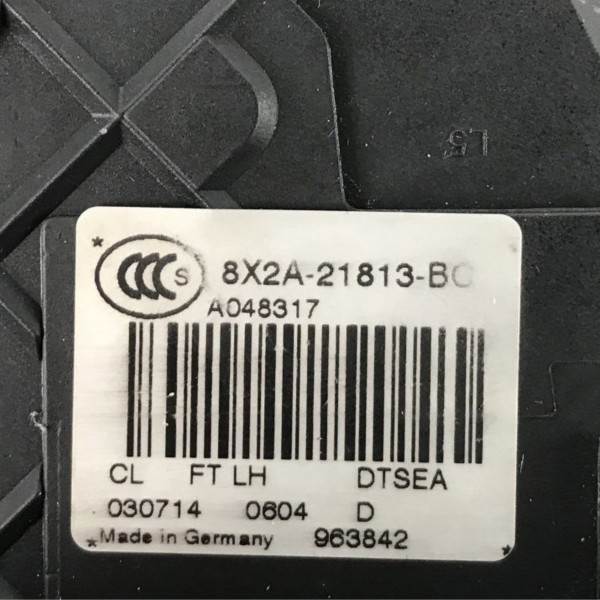 L5
CCC S 8X2A-21813-BC
A048317
CL FT LH DTSEA
030714 0604 D
*Made in Germany 963842